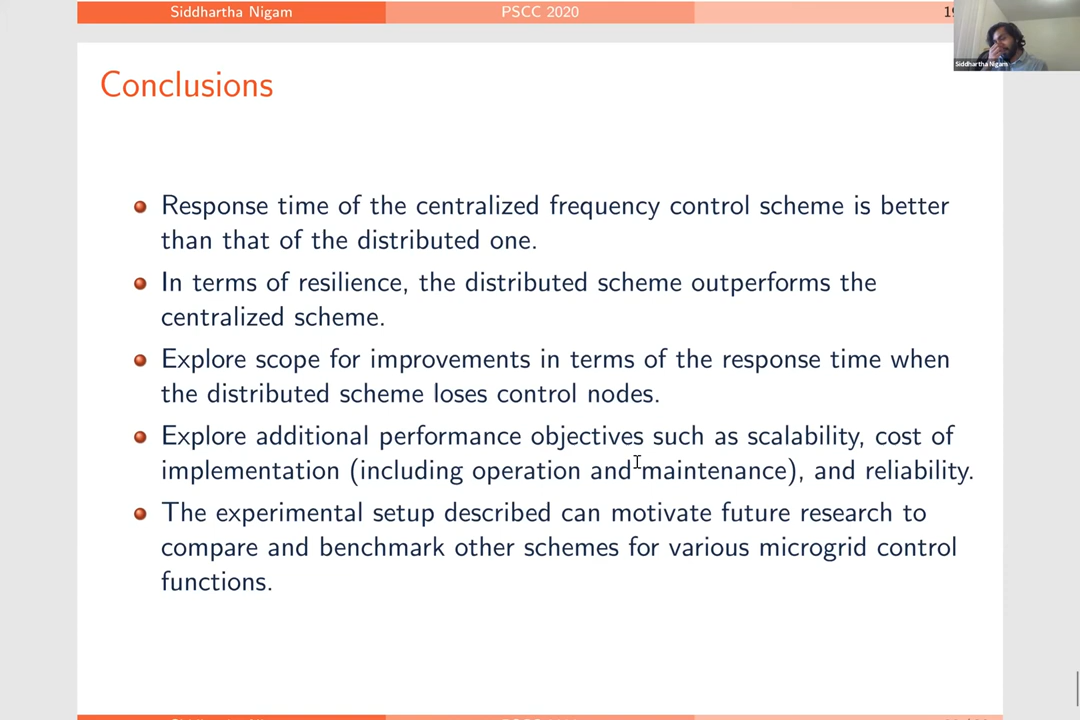 Siddhartha Nigam
PSCC 2020
Siddhartha Nigam
Conclusions
Response time of the centralized frequency control scheme is better
than that of the distributed one.
In terms of resilience, the distributed scheme outperforms the
centralized scheme.
Explore scope for improvements in terms of the response time when
the distributed scheme loses control nodes.
Explore additional performance objectives such as scalability, cost of
implementation (including operation and maintenance), and reliability.
The experimental setup described can motivate future research to
compare and benchmark other schemes for various microgrid control
functions.